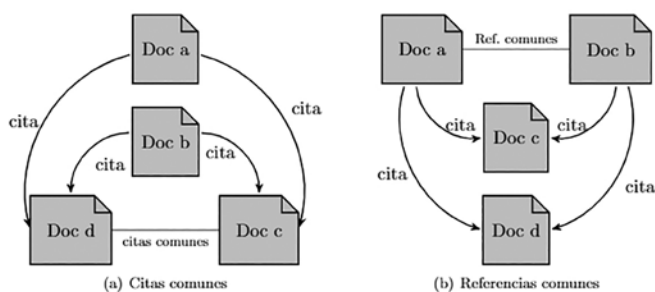 Doc a
cita
cita
Doc b
cita
cita
Doc d
citas comunes
Doc c
(a) Citas comunes
Doc a
Ref. comunes
Doc b
cita
cita
Doc c
cita
cita
Doc d
(b) Referencias comunes